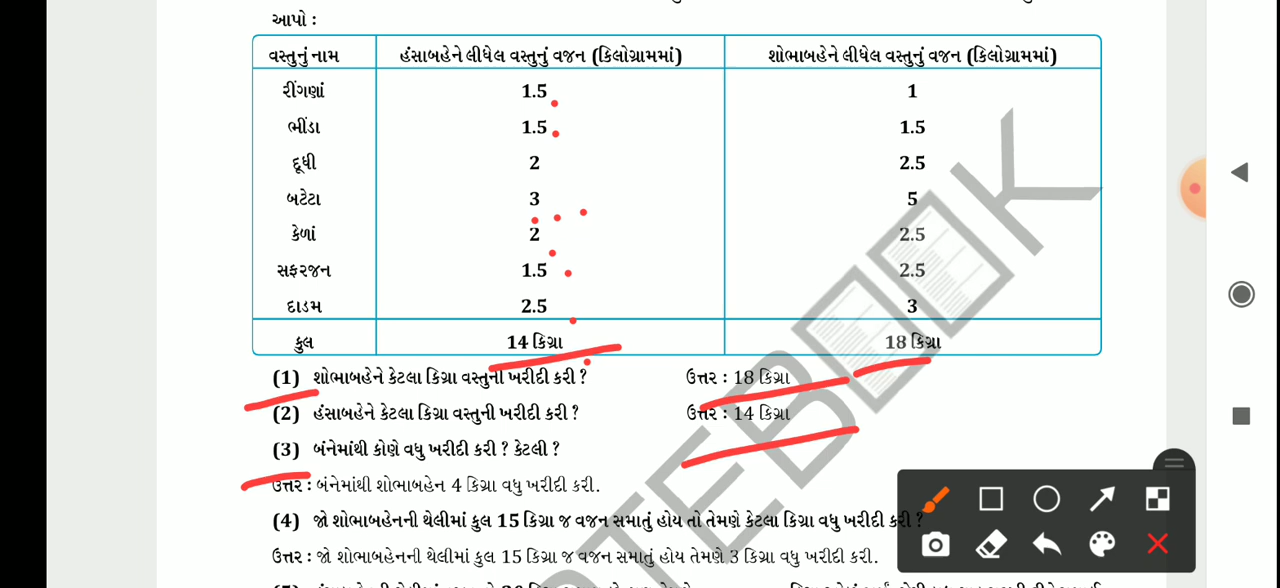 આપો :
વસ્તુનું નામ હંસાબહેને લીધેલ વસ્તુનું વજન (કિલોગ્રામમાં) શોભાબહેને લીધેલ વસ્તુનું વજન (કિલોગ્રામમાં)
રીંગણાં 1.5 1
ભીંડા 1.5 1.5
દૂધી 2 2.5
બટેટા 3 5
કેળાં 2 2.5
સફરજન 1.5 2.5
દાડમ 2.5 3
કુલ 14 કિગ્રા 18 કિગ્રા
(1) શોભાબહેને કેટલા કિગ્રા વસ્તુની ખરીદી કરી ? ઉત્તર : 18 કિગ્રા
(2) હંસાબહેને કેટલા કિગ્રા વસ્તુની ખરીદી કરી ? ઉત્તર : 14 કિગ્રા
(3) બંનેમાંથી કોણે વધુ ખરીદી કરી ? કેટલી ?
ઉત્તર : બંનેમાંથી શોભાબહેન 4 કિગ્રા વધુ ખરીદી કરી.
(4) જો શોભાબહેનની થેલીમાં કુલ 15 કિગ્રા જ વજન સમાતું હોય તો તેમણે કેટલા કિગ્રા વધુ ખરીદી કરી ?
ઉત્તર : જો શોભાબહેનની થેલીમાં કુલ 15 કિગ્રા જ વજન સમાતું હોય તેમણે 3 કિગ્રા વધુ ખરીદી કરી.